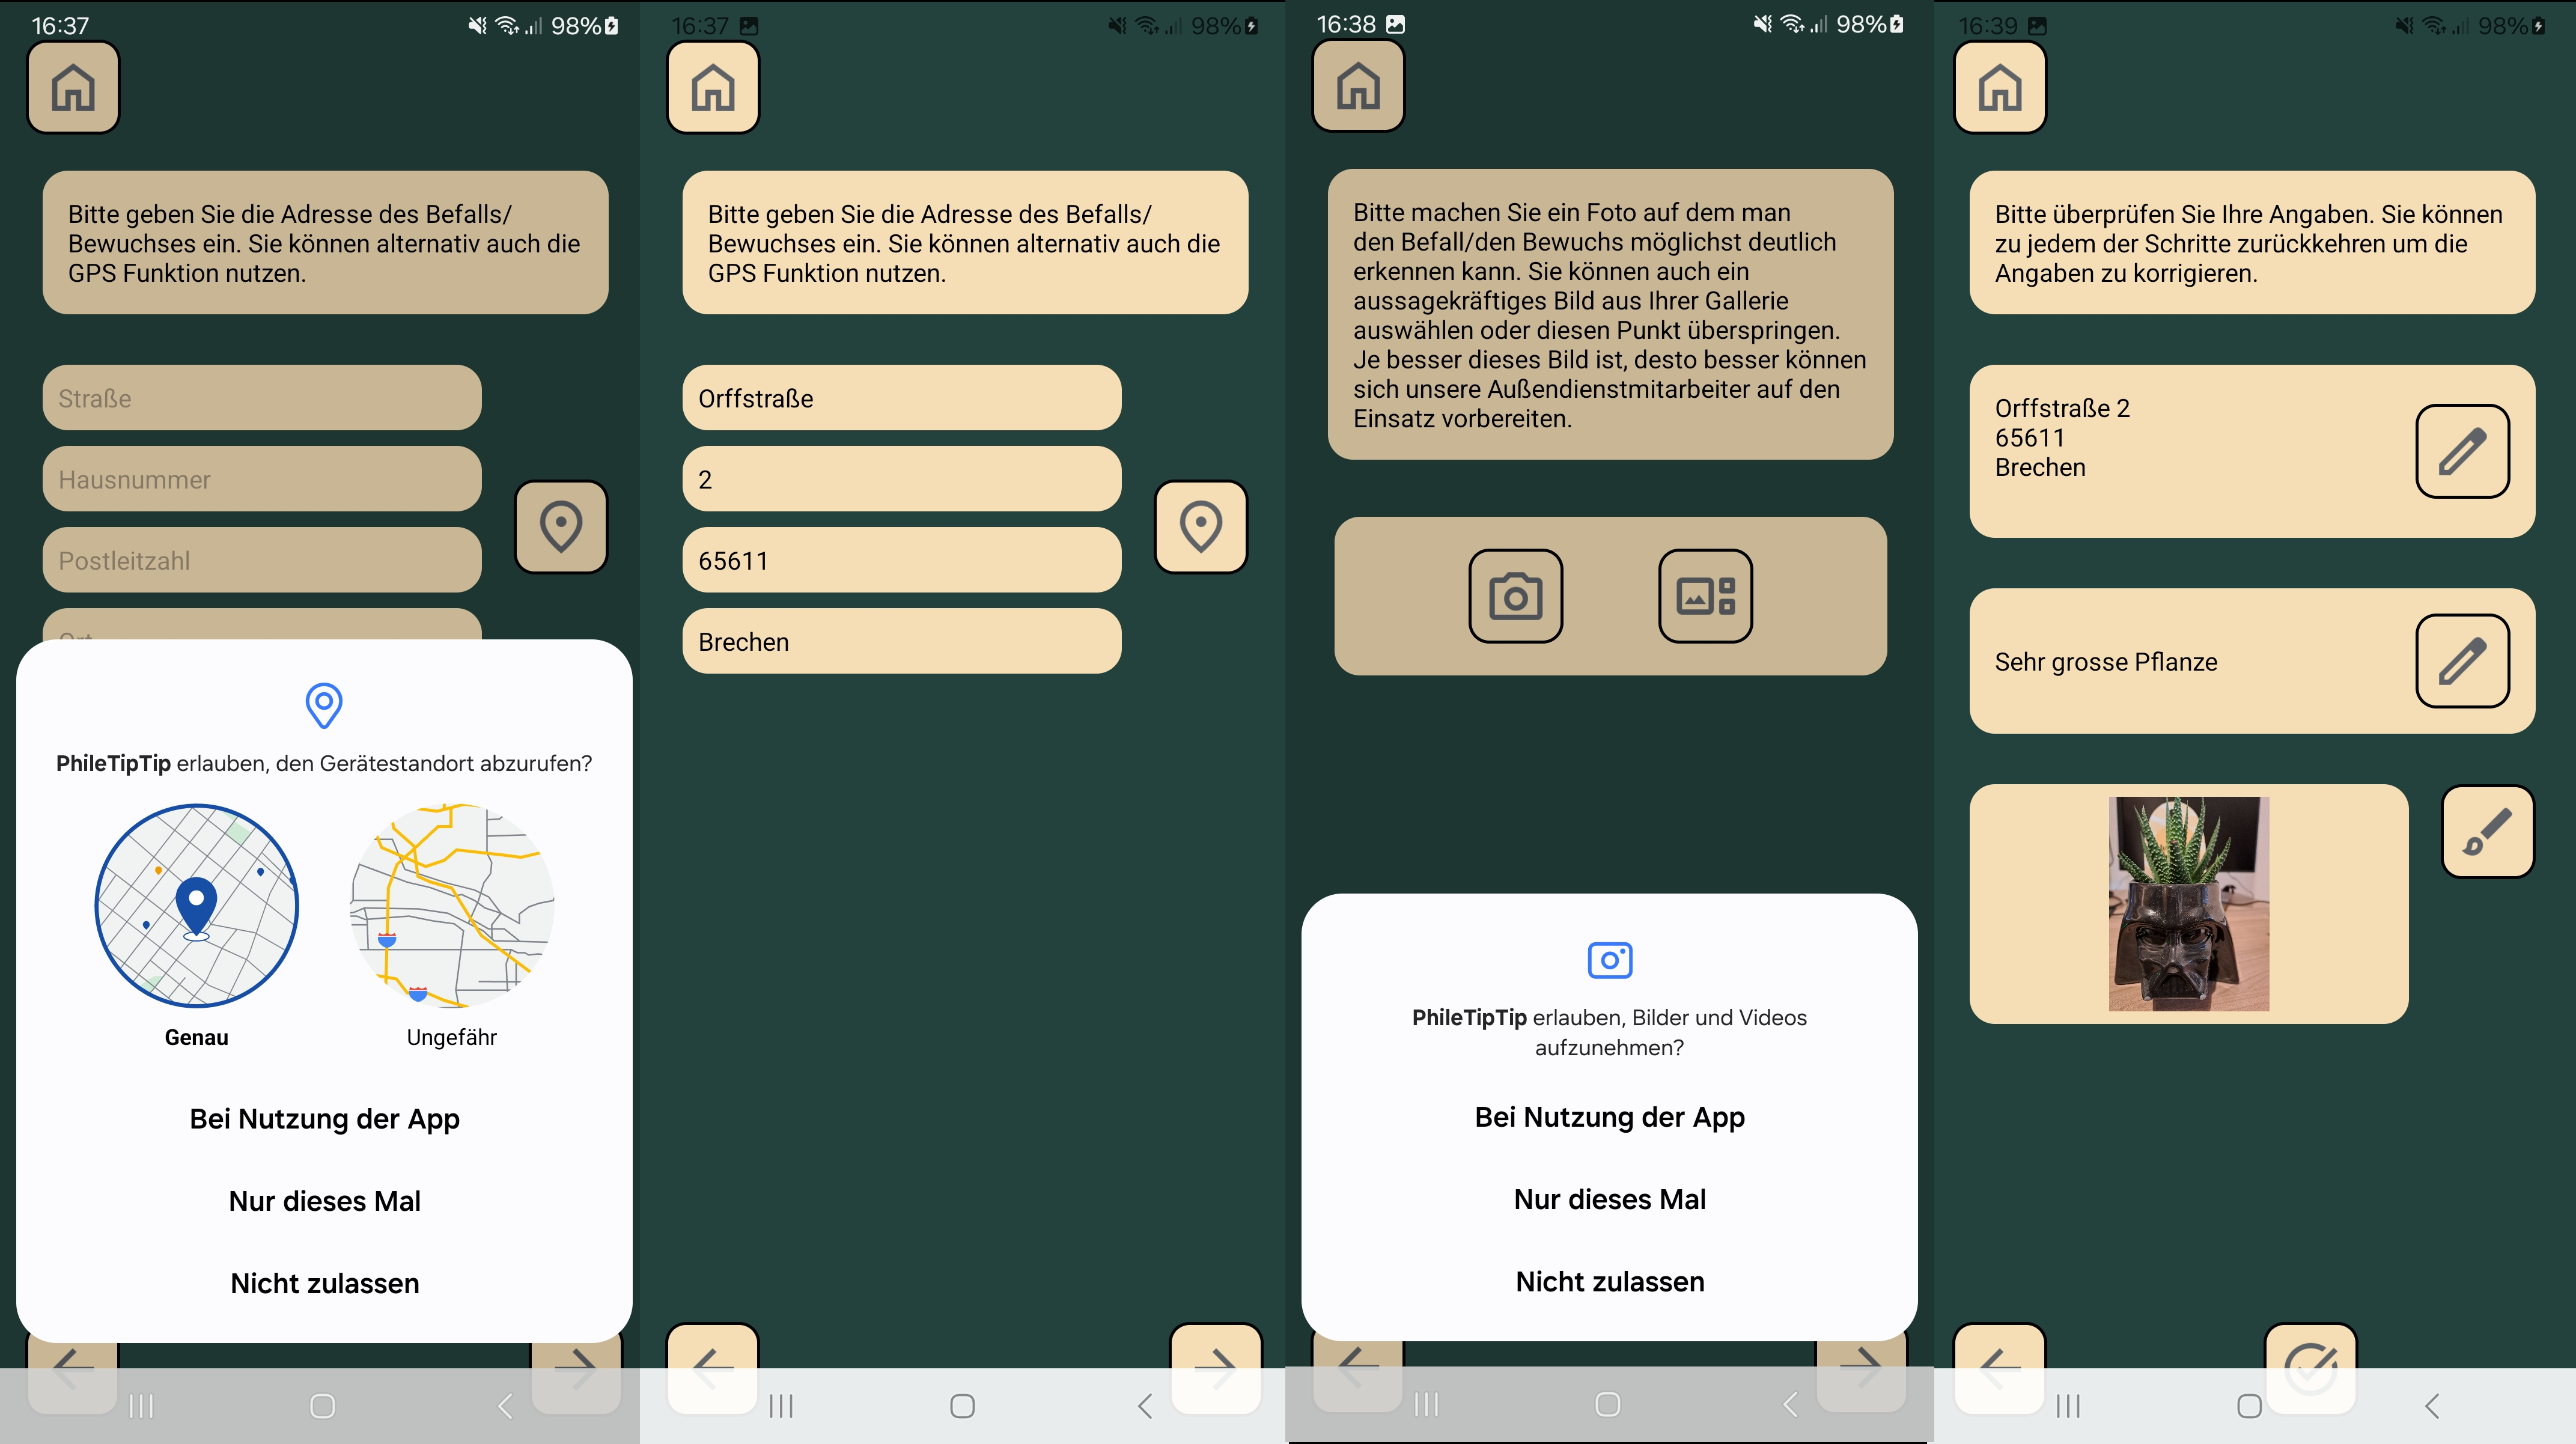 16:37
98%
Bitte geben Sie die Adresse des Befalls/
Bewuchses ein. Sie können alternativ auch die
GPS Funktion nutzen.
Straße
Hausnummer
Postleitzahl
Ort
PhileTipTip erlauben, den Gerätestandort abzurufen?
Genau
Ungefähr
Bei Nutzung der App
Nur dieses Mal
Nicht zulassen
16:37
98%
Bitte geben Sie die Adresse des Befalls/
Bewuchses ein. Sie können alternativ auch die
GPS Funktion nutzen.
Orffstraße
2
65611
Brechen
16:38
98%
Bitte machen Sie ein Foto auf dem man
den Befall/den Bewuchs möglichst deutlich
erkennen kann. Sie können auch ein
aussagekräftiges Bild aus Ihrer Gallerie
auswählen oder diesen Punkt überspringen.
Je besser dieses Bild ist, desto besser können
sich unsere Außendienstmitarbeiter auf den
Einsatz vorbereiten.
PhileTipTip erlauben, Bilder und Videos
aufzunehmen?
Bei Nutzung der App
Nur dieses Mal
Nicht zulassen
16:39
98%
Bitte überprüfen Sie Ihre Angaben. Sie können
zu jedem der Schritte zurückkehren um die
Angaben zu korrigieren.
Orffstraße 2
65611
Brechen
Sehr grosse Pflanze